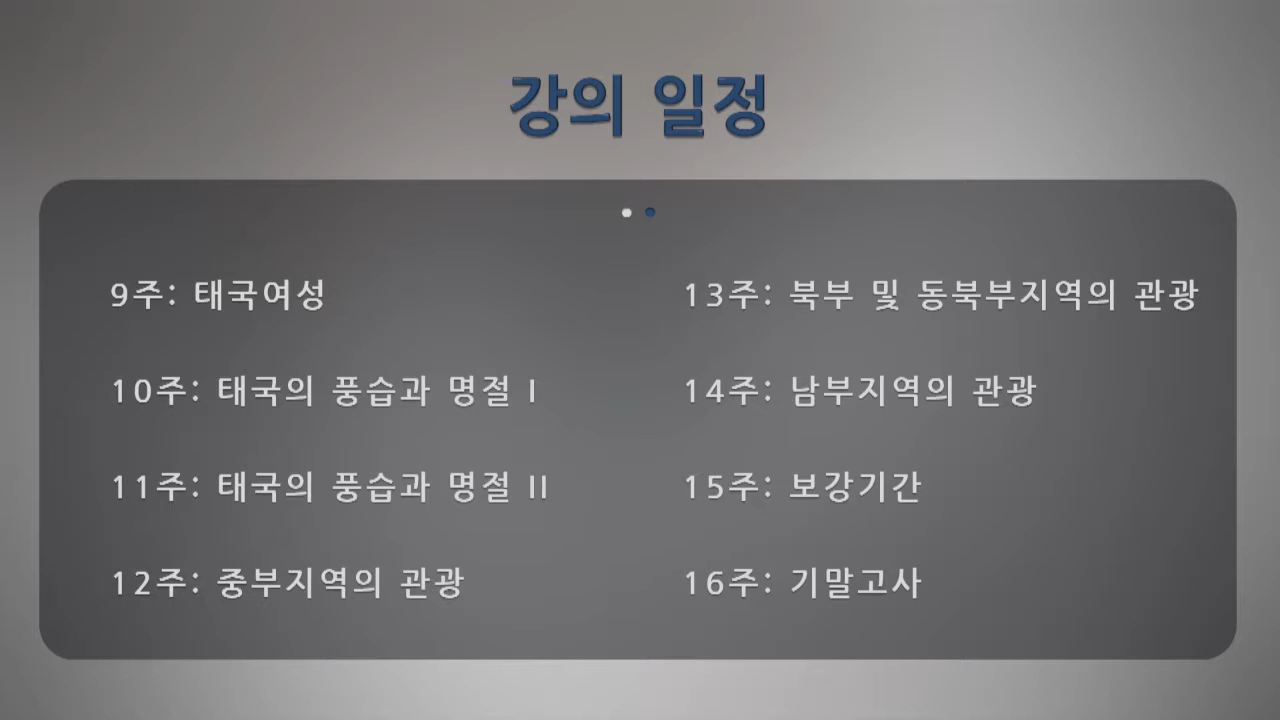 강의 일정
9주: 태국여성
10주: 태국의 풍습과 명절 I
11주: 태국의 풍습과 명절 II
12주: 중부지역의 관광
13주: 북부 및 동북부지역의 관광
14주: 남부지역의 관광
15주: 보강기간
16주: 기말고사